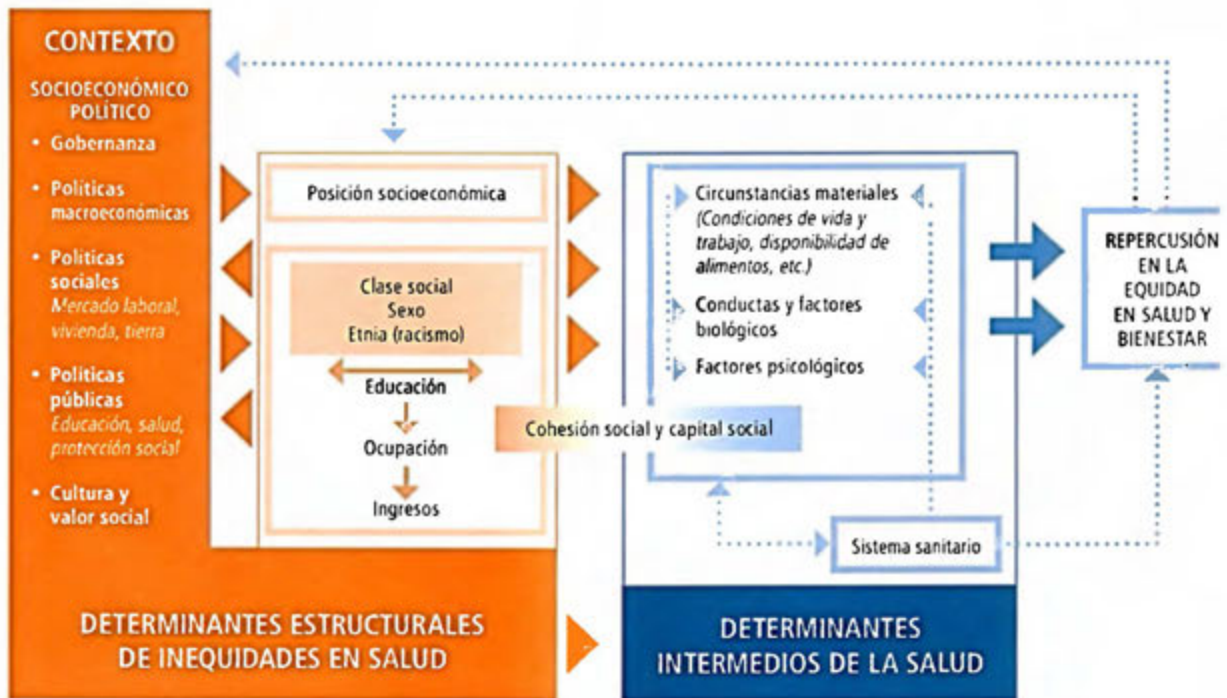 CONTEXTO
SOCIOECONÓMICO
POLÍTICO
• Gobernanza
• Políticas
macroeconómicas
• Políticas
sociales
Mercado laboral,
vivienda, tierra
• Políticas
públicas
Educación, salud,
protección social
• Cultura y
valor social
Posición socioeconómica
Clase social
Sexo
Etnia (racismo)
Educación
Ocupación
Ingresos
Cohesión social y capital social
Circunstancias materiales
(Condiciones de vida y
trabajo, disponibilidad de
alimentos, etc.)
Conductas y factores
biológicos
Factores psicológicos
Sistema sanitario
REPERCUSIÓN
EN LA
EQUIDAD
EN SALUD Y
BIENESTAR
DETERMINANTES ESTRUCTURALES
DE INEQUIDADES EN SALUD
DETERMINANTES
INTERMEDIOS DE LA SALUD